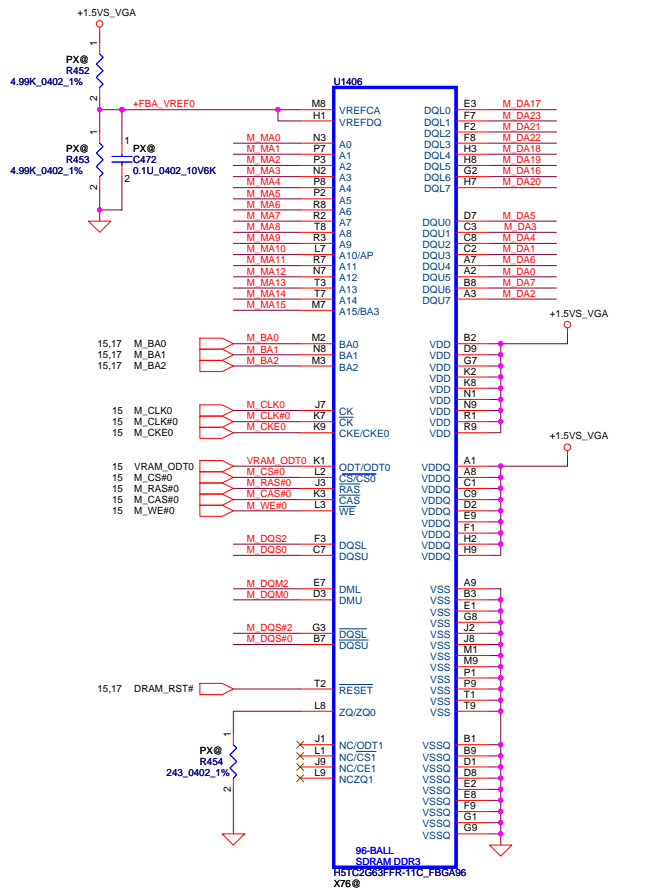 +1.5VS_VGA
1
PX@
R452
4.99K_0402_1%
2
+FBA_VREF0
PX@
R453
4.99K_0402_1%
1
2
1
PX@
C472
0.1U_0402_10V6K
2
U1406
M8 VREFCA
H1 VREFDQ
M_MA0 N3 A0
M_MA1 P7 A1
M_MA2 P3 A2
M_MA3 N2 A3
M_MA4 P8 A4
M_MA5 P2 A5
M_MA6 R8 A6
M_MA7 R2 A7
M_MA8 T8 A8
M_MA9 R3 A9
M_MA10 L7 A10/AP
M_MA11 R7 A11
M_MA12 N7 A12
M_MA13 T3 A13
M_MA14 T7 A14
M_MA15 M7 A15/BA3
15,17 M_BA0 M_BA0 M2 BA0
15,17 M_BA1 M_BA1 N8 BA1
15,17 M_BA2 M_BA2 M3 BA2
15 M_CLK0 M_CLK0 J7 CK
15 M_CLK#0 M_CLK#0 K7 CK
15 M_CKE0 M_CKE0 K9 CKE/CKE0
15 VRAM_ODT0 VRAM_ODT0 K1 ODT/ODT0
15 M_CS#0 M_CS#0 L2 CS/CS0
15 M_RAS#0 M_RAS#0 J3 RAS
15 M_CAS#0 M_CAS#0 K3 CAS
15 M_WE#0 M_WE#0 L3 WE
M_DQS2 F3 DQSL
M_DQS0 C7 DQSU
M_DQM2 E7 DML
M_DQM0 D3 DMU
M_DQS#2 G3 DQSL
M_DQS#0 B7 DQSU
15,17 DRAM_RST# T2 RESET
L8 ZQ/ZQ0
1
PX@
R454
243_0402_1%
2
J1 NC/ODT1
L1 NC/CS1
J9 NC/CE1
L9 NCZQ1
DQL0 E3 M_DA17
DQL1 F7 M_DA23
DQL2 F2 M_DA21
DQL3 F8 M_DA22
DQL4 H3 M_DA18
DQL5 H8 M_DA19
DQL6 G2 M_DA16
DQL7 H7 M_DA20
DQU0 D7 M_DA5
DQU1 C3 M_DA3
DQU2 C8 M_DA4
DQU3 C2 M_DA1
DQU4 A7 M_DA6
DQU5 A2 M_DA0
DQU6 B8 M_DA7
DQU7 A3 M_DA2
+1.5VS_VGA
VDD B2
VDD D9
VDD G7
VDD K2
VDD K8
VDD N1
VDD N9
VDD R1
VDD R9
+1.5VS_VGA
VDDQ A1
VDDQ A8
VDDQ C1
VDDQ C9
VDDQ D2
VDDQ E9
VDDQ F1
VDDQ H2
VDDQ H9
VSS A9
VSS B3
VSS E1
VSS G8
VSS J2
VSS J8
VSS M1
VSS M9
VSS P1
VSS P9
VSS T1
VSS T9
VSSQ B1
VSSQ B9
VSSQ D1
VSSQ D8
VSSQ E2
VSSQ E8
VSSQ F9
VSSQ G1
VSSQ G9
96-BALL
SDRAM DDR3
H5TC2G63FFR-11C_FBGA96
X76@